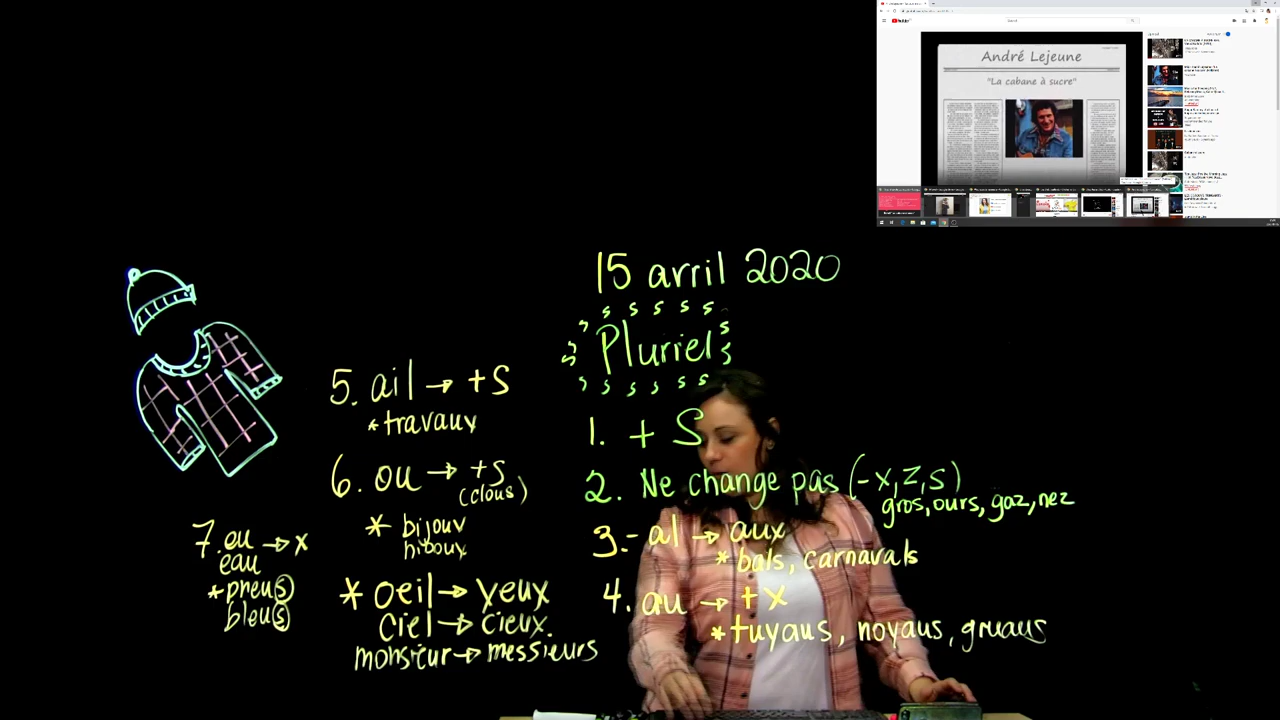 André Lejeune
"La cabane à sucre"
15 avril 2020
s s s s s s s s
Pluriel
s s s s s s s s
1. + S
2. Ne change pas (-x, z, s)
gros, ours, gaz, nez
3. - al → aux
* bals, carnavals
4. au → + x
* tuyaus, noyaus, gruaus
5. ail → + s
* travaux
6. ou → + s
(clous)
* bijoux
hiboux
* oeil → yeux
ciel → cieux.
monsieur → messieurs
7. eu → x
eau
* pneus
bleus